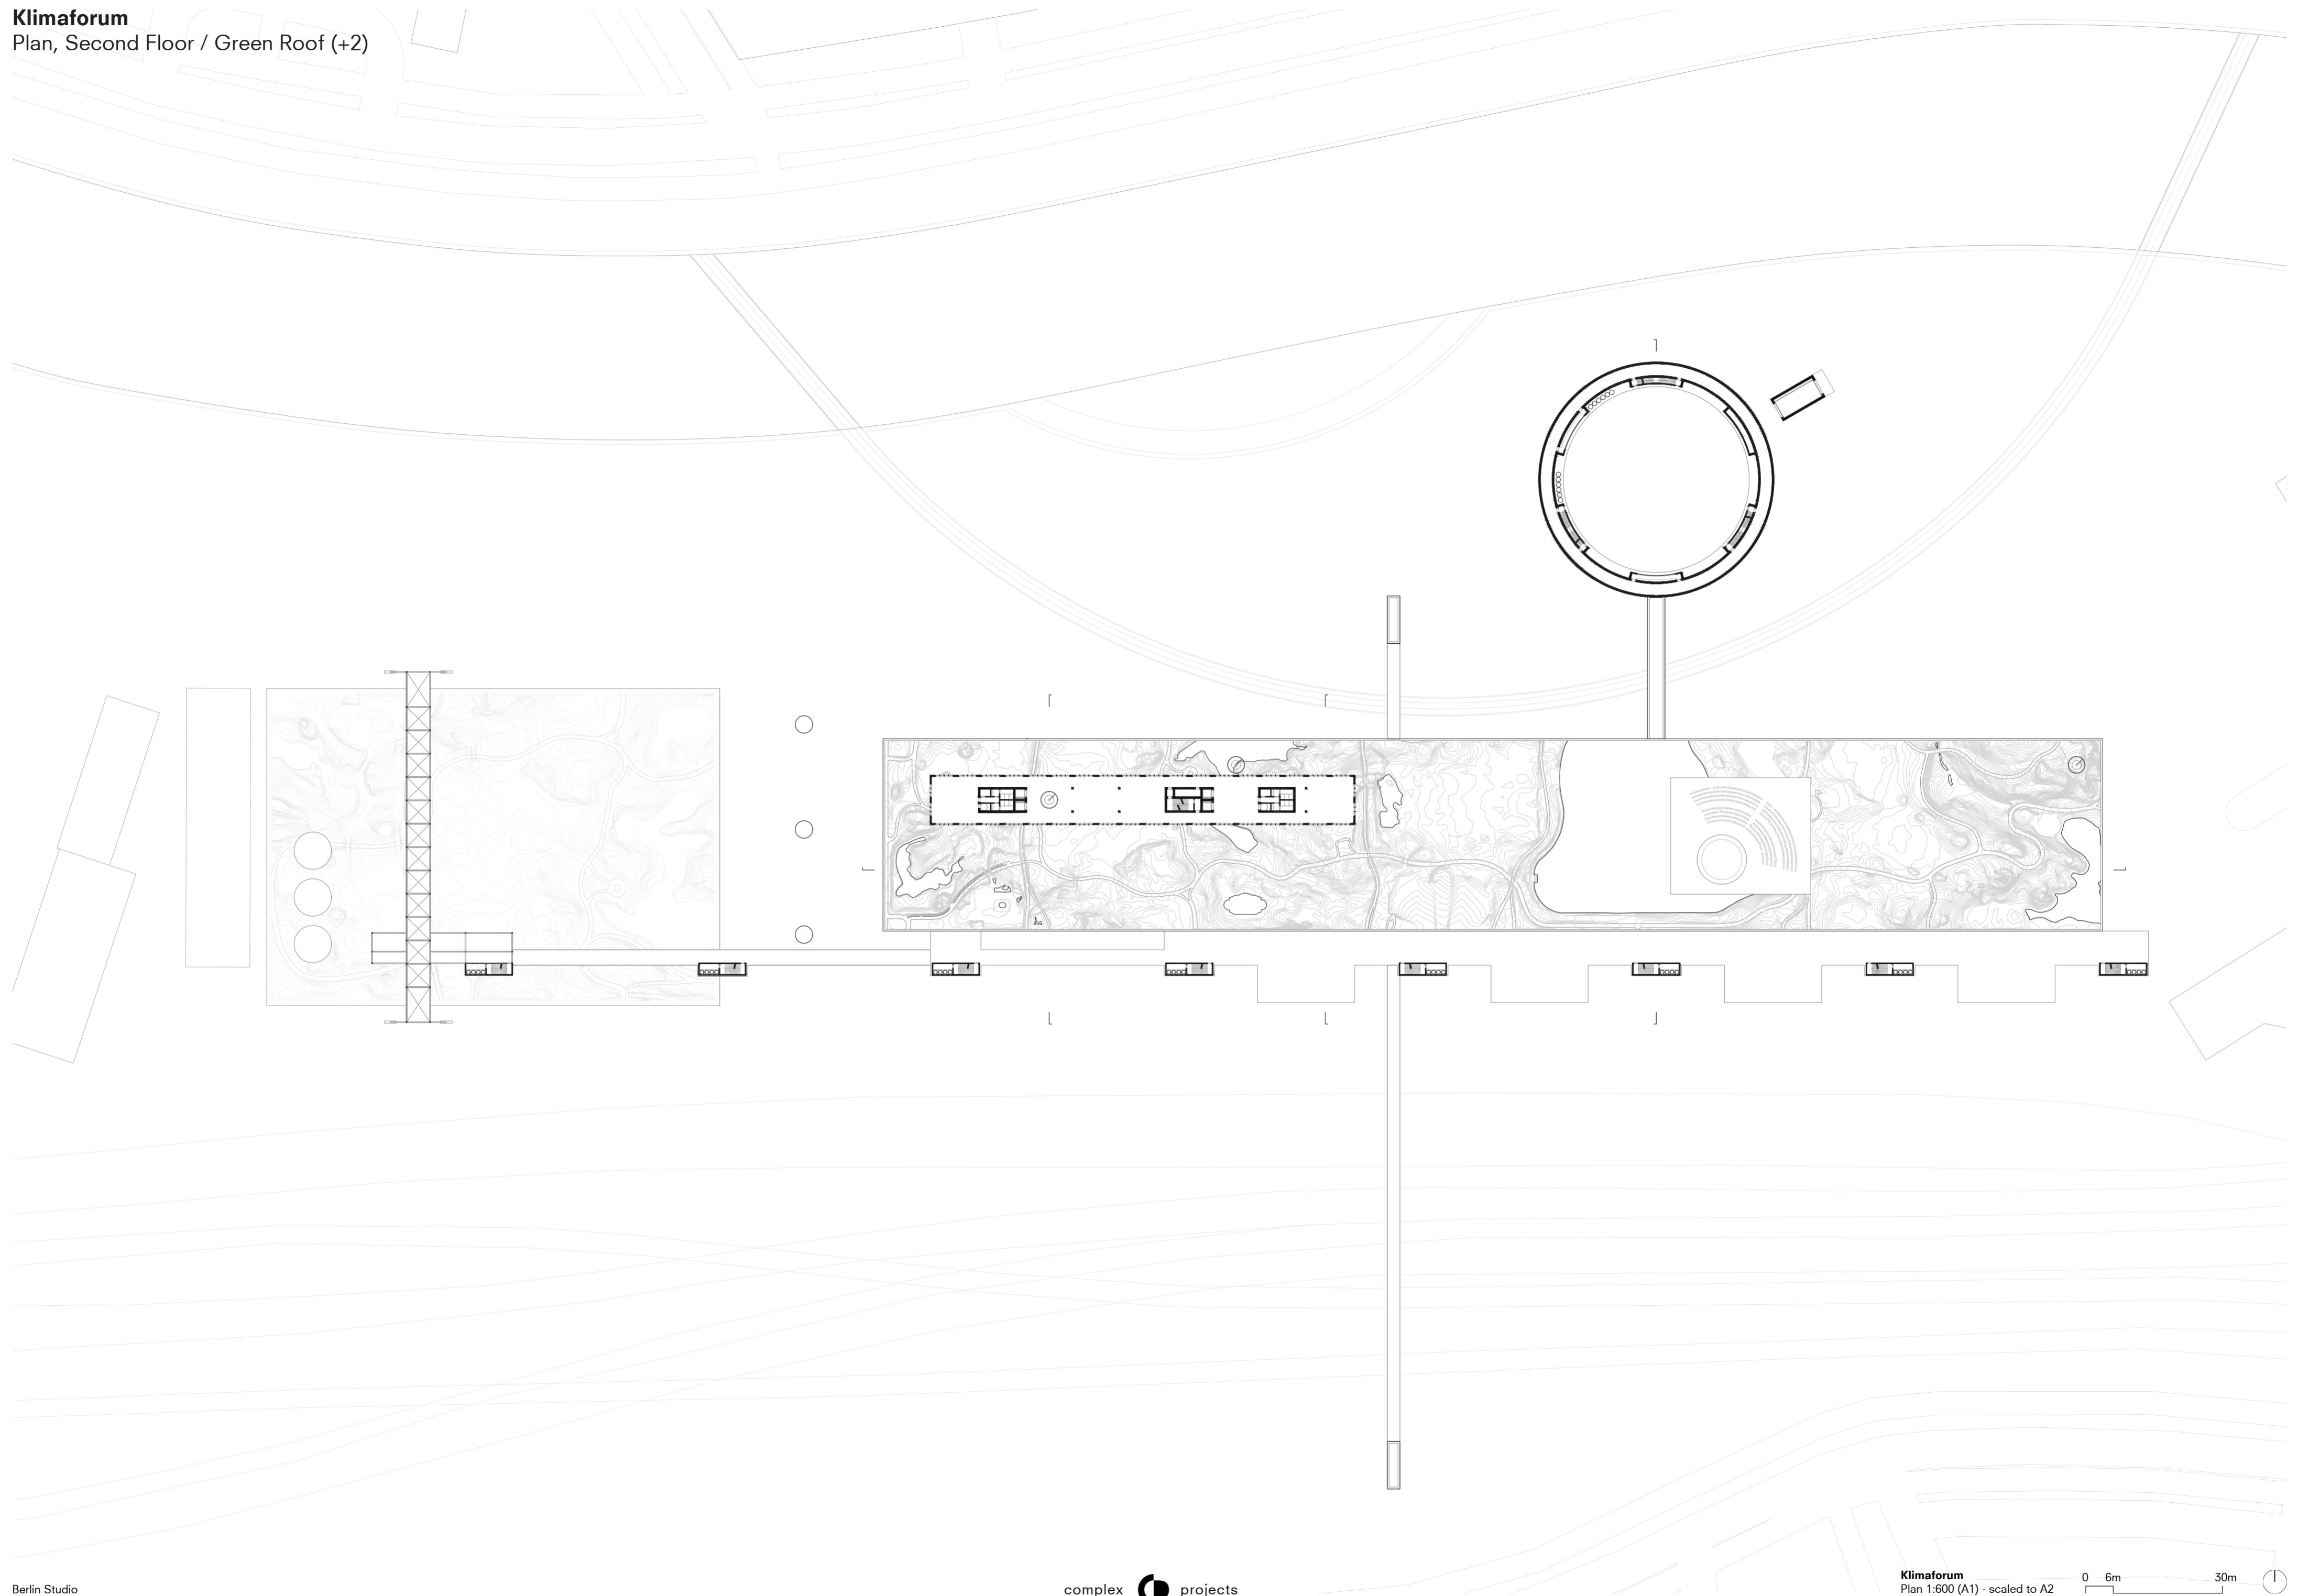 Klimaforum
Plan, Second Floor / Green Roof (+2)
Berlin Studio
complex projects
Klimaforum
Plan 1:600 (A1) - scaled to A2
0 6m 30m